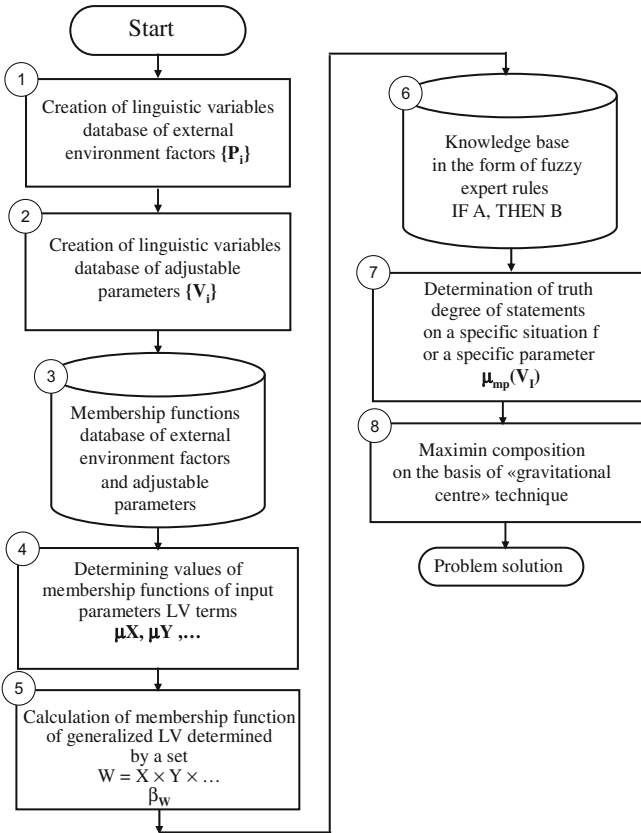 Start
1
Creation of linguistic variables
database of external
environment factors {Pᵢ}
2
Creation of linguistic variables
database of adjustable
parameters {Vᵢ}
3
Membership functions
database of external
environment factors
and adjustable
parameters
4
Determining values of
membership functions of input
parameters LV terms
μX, μY ,...
5
Calculation of membership function
of generalized LV determined
by a set
W = X × Y × ...
β_W
6
Knowledge base
in the form of fuzzy
expert rules
IF A, THEN B
7
Determination of truth
degree of statements
on a specific situation f
or a specific parameter
μ_mp(V_I)
8
Maximin composition
on the basis of «gravitational
centre» technique
Problem solution